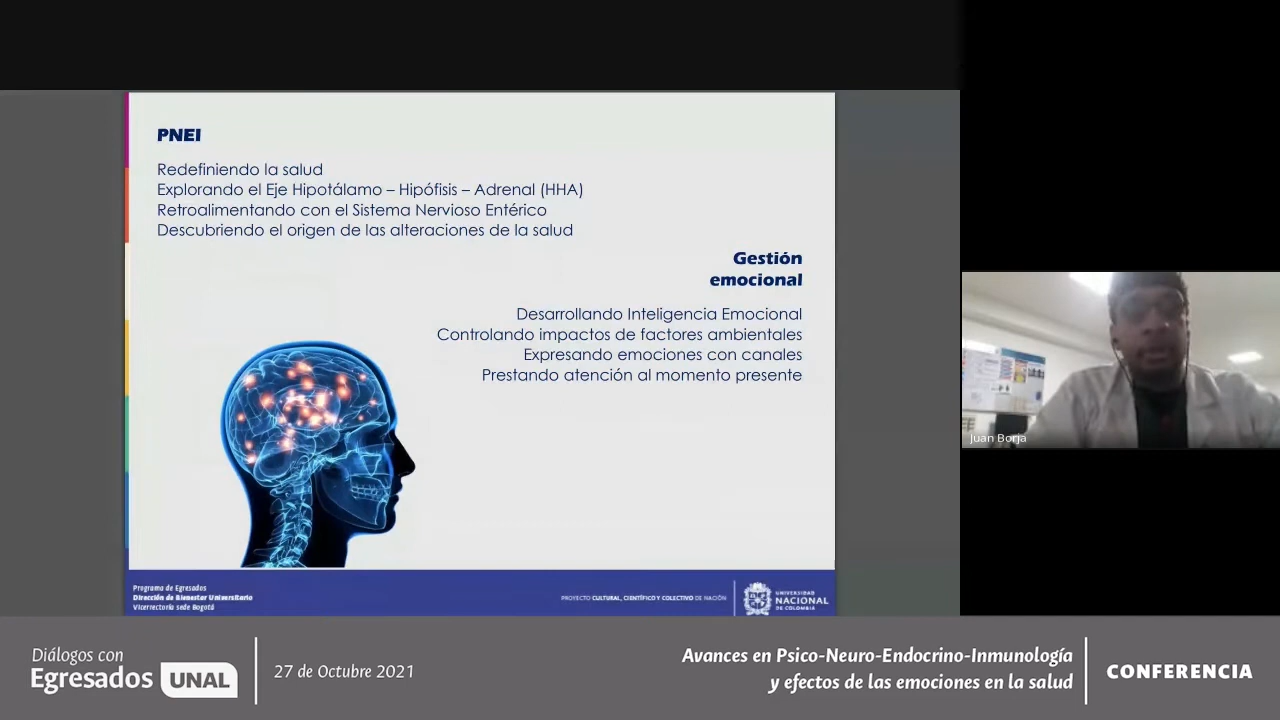 PNEI
Redefiniendo la salud
Explorando el Eje Hipotálamo – Hipófisis – Adrenal (HHA)
Retroalimentando con el Sistema Nervioso Entérico
Descubriendo el origen de las alteraciones de la salud
Gestión
emocional
Desarrollando Inteligencia Emocional
Controlando impactos de factores ambientales
Expresando emociones con canales
Prestando atención al momento presente
Juan Borja
Programa de Egresados
Dirección de Bienestar Universitario
Vicerrectoría sede Bogotá
PROYECTO CULTURAL, CIENTÍFICO Y COLECTIVO DE NACIÓN
UNIVERSIDAD
NACIONAL
DE COLOMBIA
Diálogos con
Egresados UNAL
27 de Octubre 2021
Avances en Psico-Neuro-Endocrino-Inmunología
y efectos de las emociones en la salud
CONFERENCIA